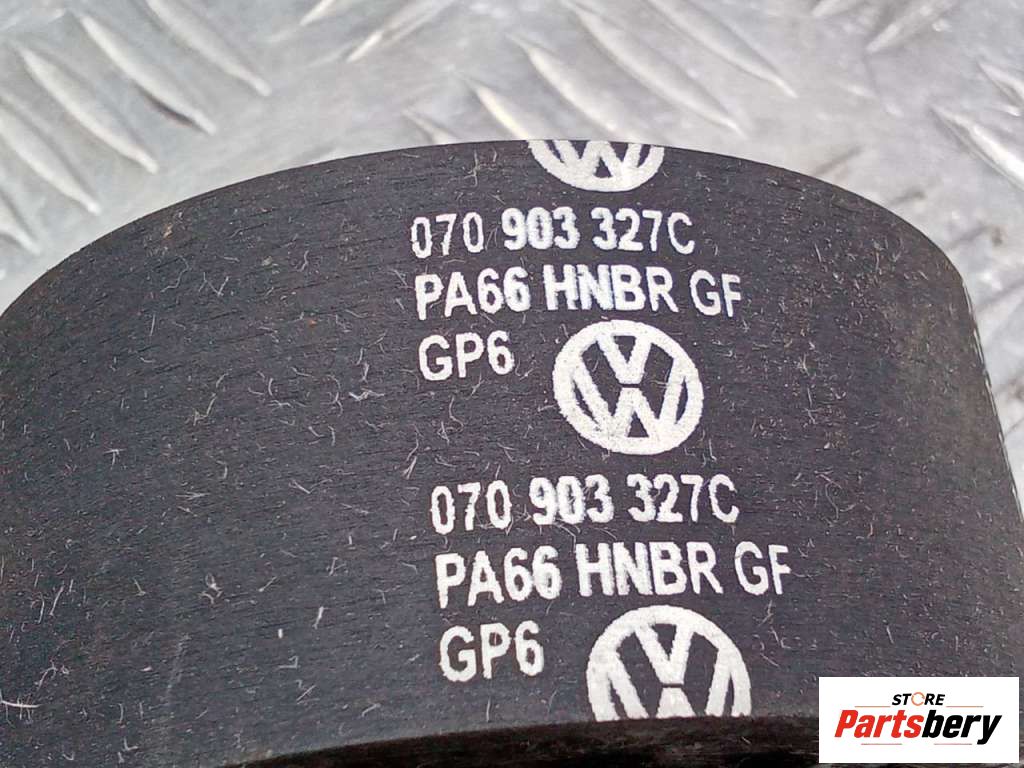 070 903 327C
PA66 HNBR GF
GP6
070 903 327C
PA66 HNBR GF
GP6
STORE
Partsbery